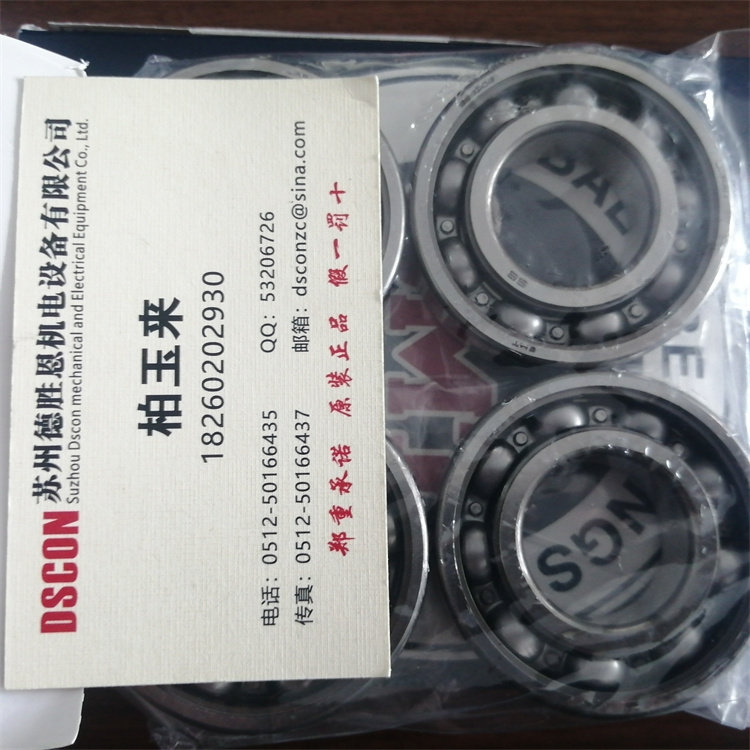 DSCON 苏州德胜恩机电设备有限公司
Suzhou Dscon mechanical and Electrical Equipment Co., Ltd.
柏玉来
18260202930
电话：0512-50166435 QQ：53206726
传真：0512-50166437 邮箱：dsconzc@sina.com
郑重承诺 原装正品 假一罚十
BAL
RE
NGS